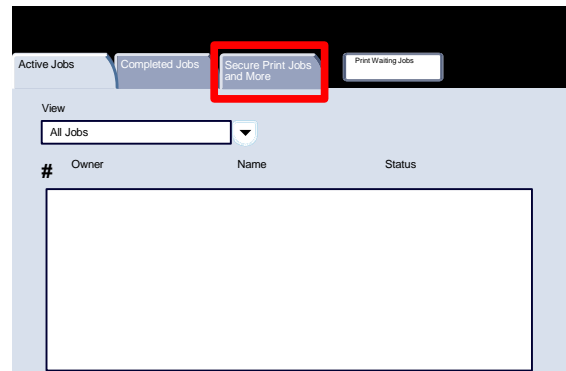 Active Jobs
Completed Jobs
Secure Print Jobs
and More
Print Waiting Jobs
View
All Jobs
# Owner Name Status